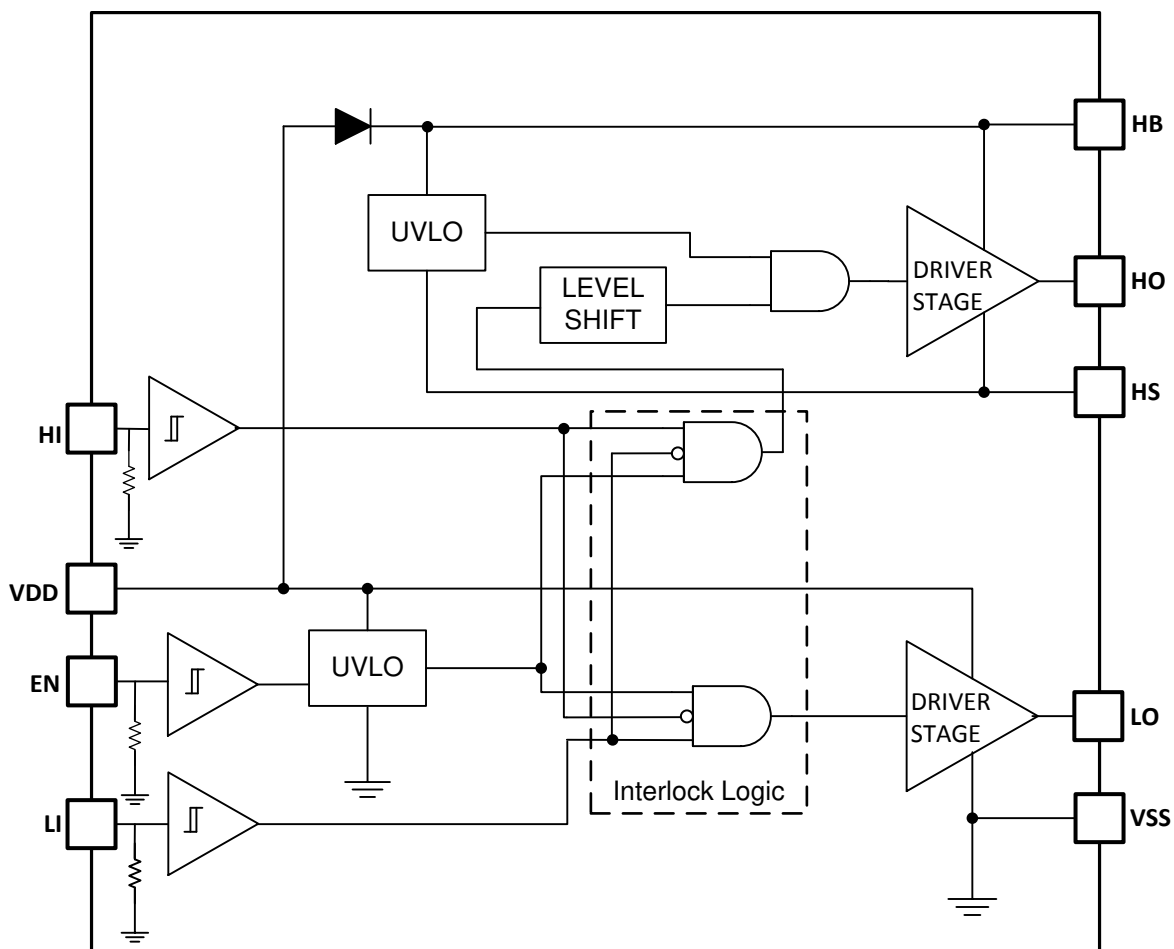 HB
UVLO
LEVEL
SHIFT
DRIVER
STAGE
HO
HS
HI
VDD
EN
UVLO
DRIVER
STAGE
LO
LI
Interlock Logic
VSS